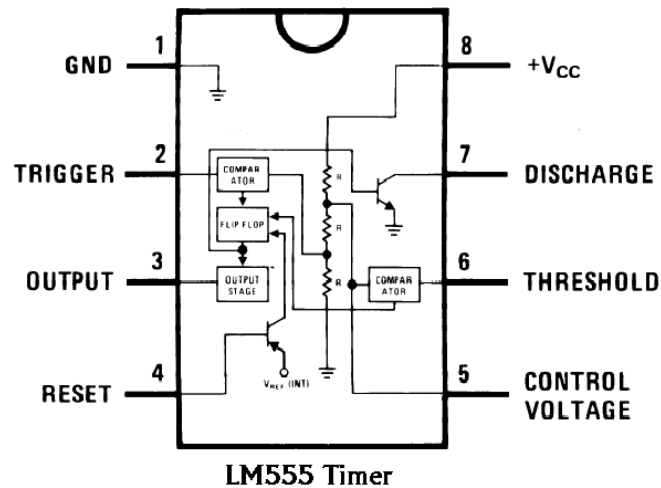 1
GND
8
+VCC
2
TRIGGER
7
DISCHARGE
COMPAR
ATOR
R
FLIP FLOP
R
3
OUTPUT
OUTPUT
STAGE
R
COMPAR
ATOR
6
THRESHOLD
4
RESET
VREF (INT)
5
CONTROL
VOLTAGE
LM555 Timer